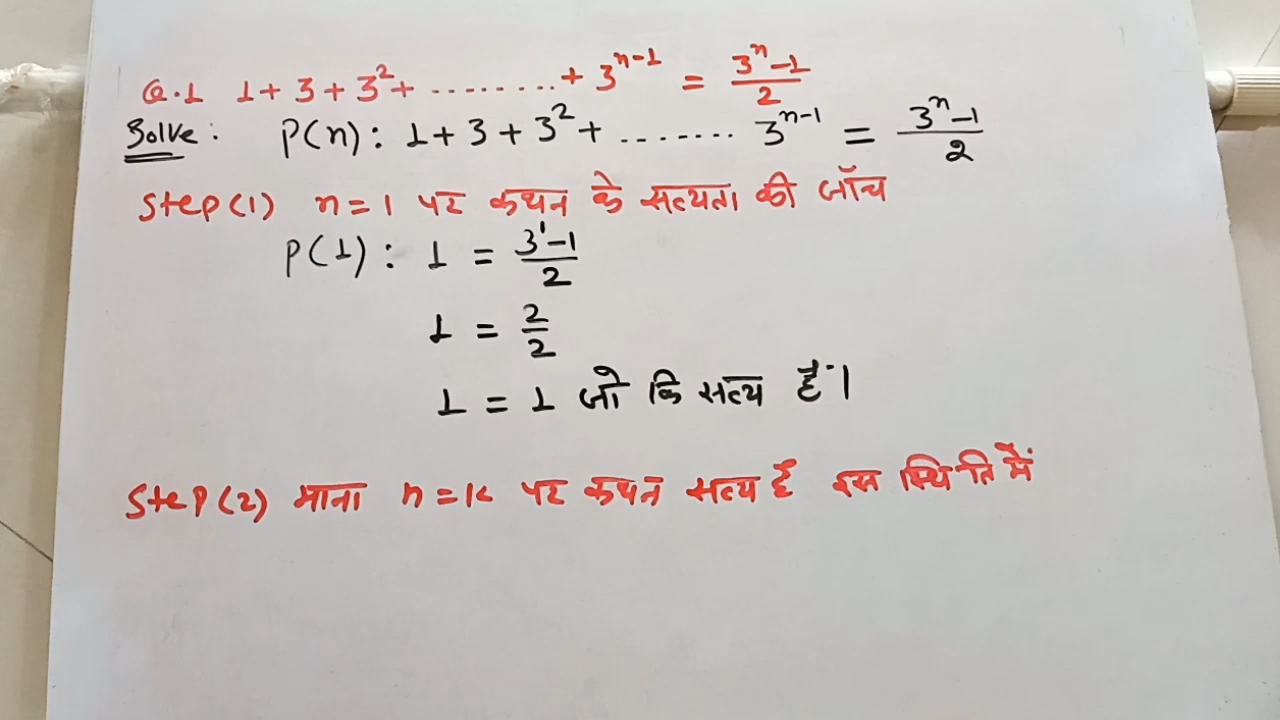 Q.1 1+3+3²+ ......... + 3ⁿ⁻¹ = (3ⁿ-1)/2
Solve: P(n): 1+3+3²+ ....... 3ⁿ⁻¹ = (3ⁿ-1)/2
Step(1) n=1 पर कथन के सत्यता की जॉच
P(1): 1 = (3¹-1)/2
1 = 2/2
1 = 1 जो कि सत्य है।
Step(2) माना n=K पर कथन सत्य हैं इस स्थिति में